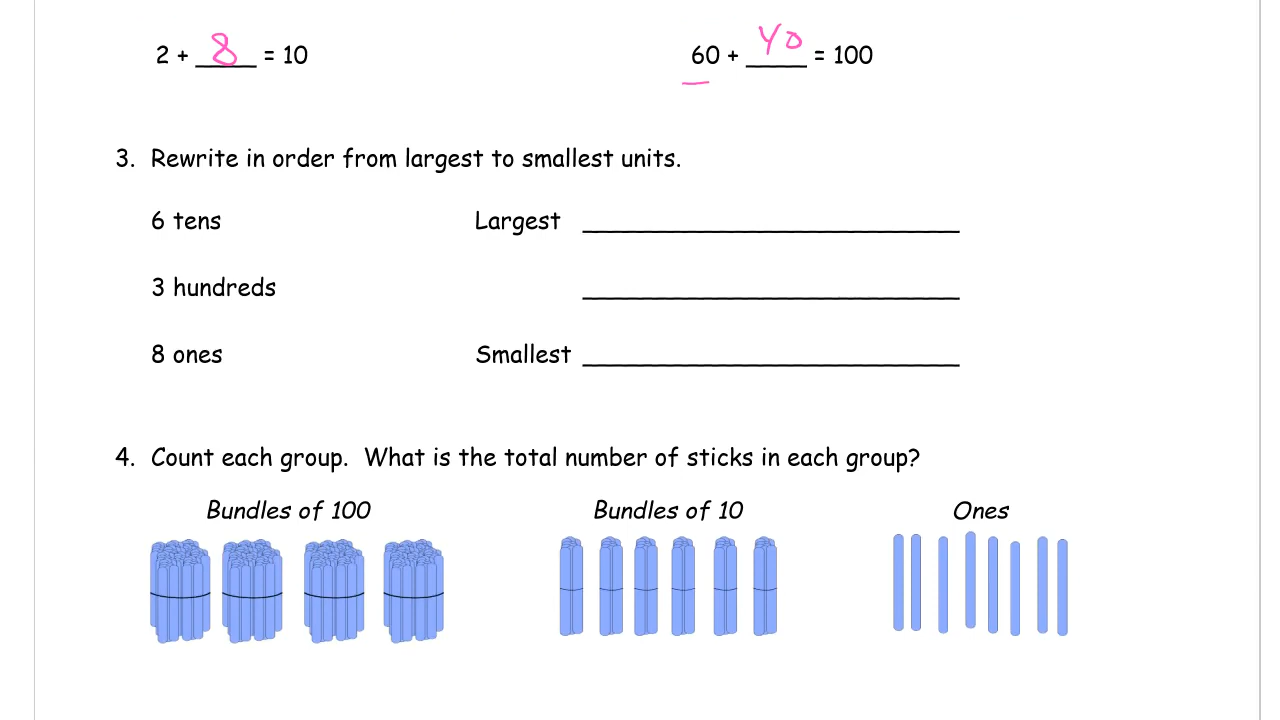 2 + 8 = 10
60 + 40 = 100
3. Rewrite in order from largest to smallest units.
6 tens
Largest
3 hundreds
8 ones
Smallest
4. Count each group. What is the total number of sticks in each group?
Bundles of 100
Bundles of 10
Ones